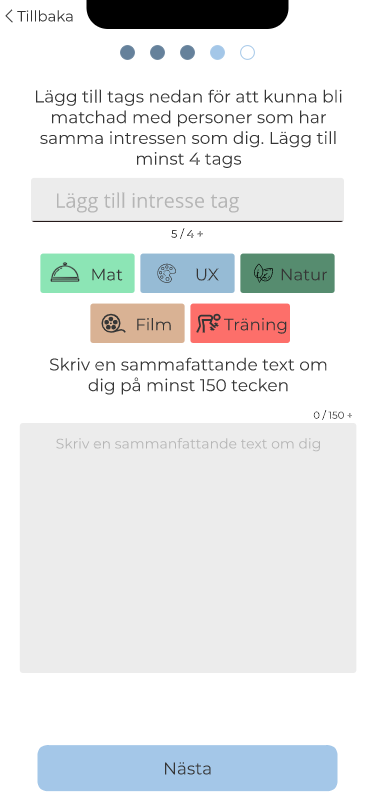 Tillbaka
Lägg till tags nedan för att kunna bli
matchad med personer som har
samma intressen som dig. Lägg till
minst 4 tags
Lägg till intresse tag
5 / 4 +
Mat
UX
Natur
Film
Träning
Skriv en sammafattande text om
dig på minst 150 tecken
0 / 150 +
Skriv en sammanfattande text om dig
Nästa